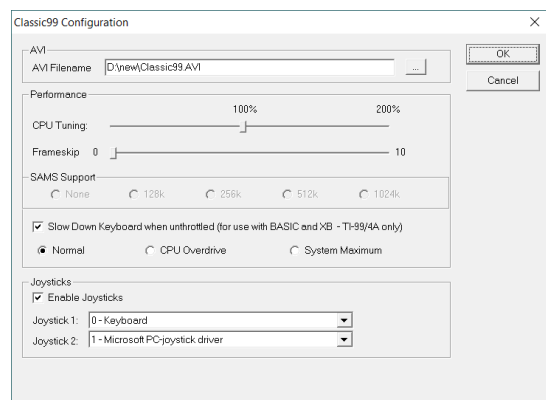 Classic99 Configuration
AVI
AVI Filename D:\new\Classic99.AVI ...
OK
Cancel
Performance
100% 200%
CPU Tuning:
Frameskip 0 10
SAMS Support
None 128k 256k 512k 1024k
Slow Down Keyboard when unthrottled (for use with BASIC and XB - TI-99/4A only)
Normal CPU Overdrive System Maximum
Joysticks
Enable Joysticks
Joystick 1: 0 - Keyboard
Joystick 2: 1 - Microsoft PC-joystick driver